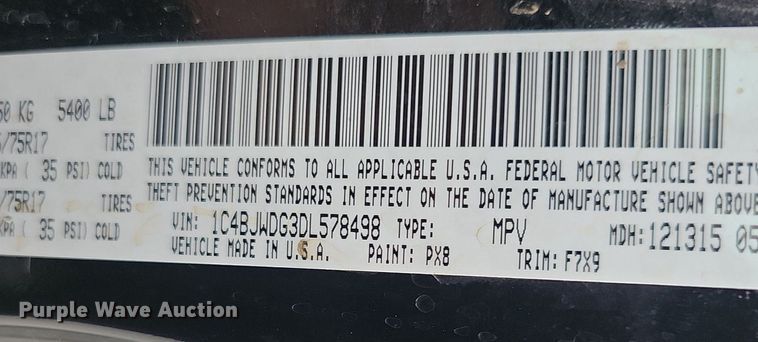 50 KG 5400 LB
/75R17 TIRES
KPA ( 35 PSI) COLD
/75R17 TIRES
KPA ( 35 PSI) COLD
THIS VEHICLE CONFORMS TO ALL APPLICABLE U.S.A. FEDERAL MOTOR VEHICLE SAFETY
THEFT PREVENTION STANDARDS IN EFFECT ON THE DATE OF MANUFACTURE SHOWN ABOVE
VIN: 1C4BJWDG3DL578498 TYPE: MPV MDH: 121315 05
VEHICLE MADE IN U.S.A. PAINT: PX8 TRIM: F7X9
Purple Wave Auction